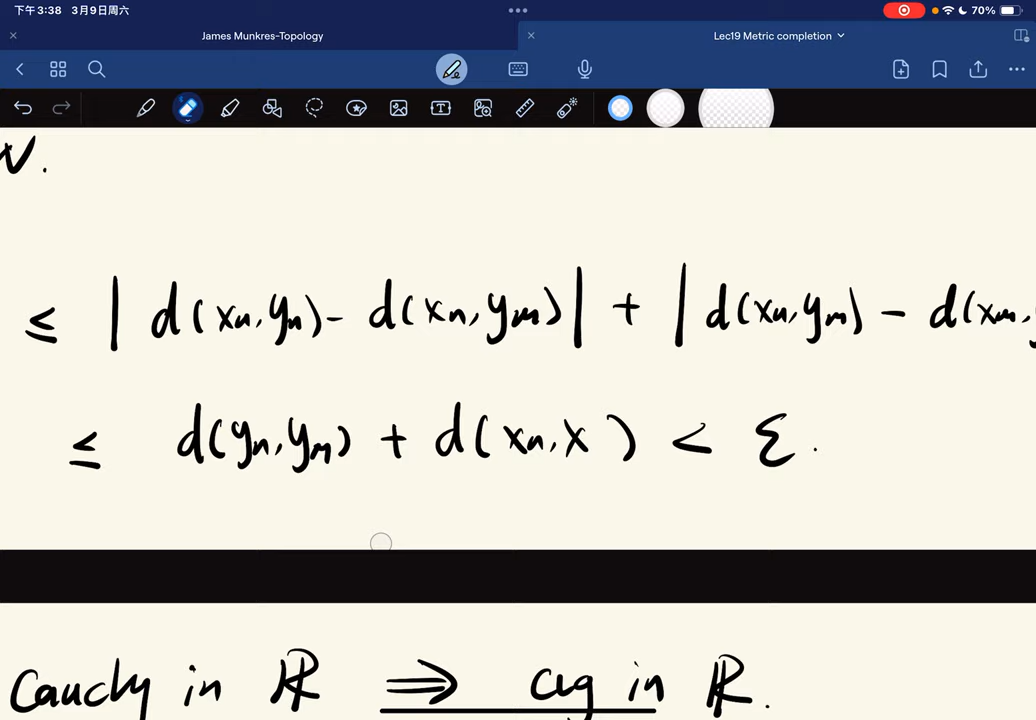 下午3:38 3月9日周六
70%
James Munkres-Topology
Lec19 Metric completion
N.
≤ | d(xn,yn) - d(xn,ym) | + | d(xn,ym) - d(xm,
≤ d(yn,ym) + d(xn,x ) < ε.
Cauchy in ℝ ⟹ cvg in ℝ.